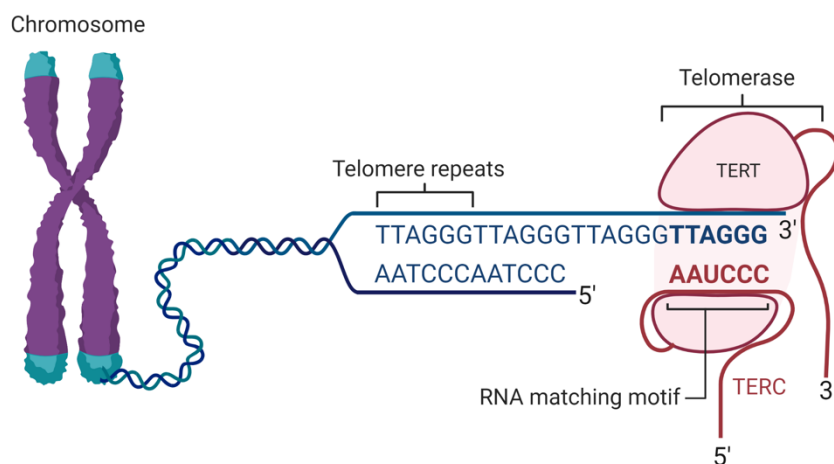 Chromosome
Telomerase
TERT
Telomere repeats
TTAGGGTTAGGGTTAGGGTTAGGG 3'
AATCCCAATCCC
AAUCCC
5'
RNA matching motif
TERC
3
5'